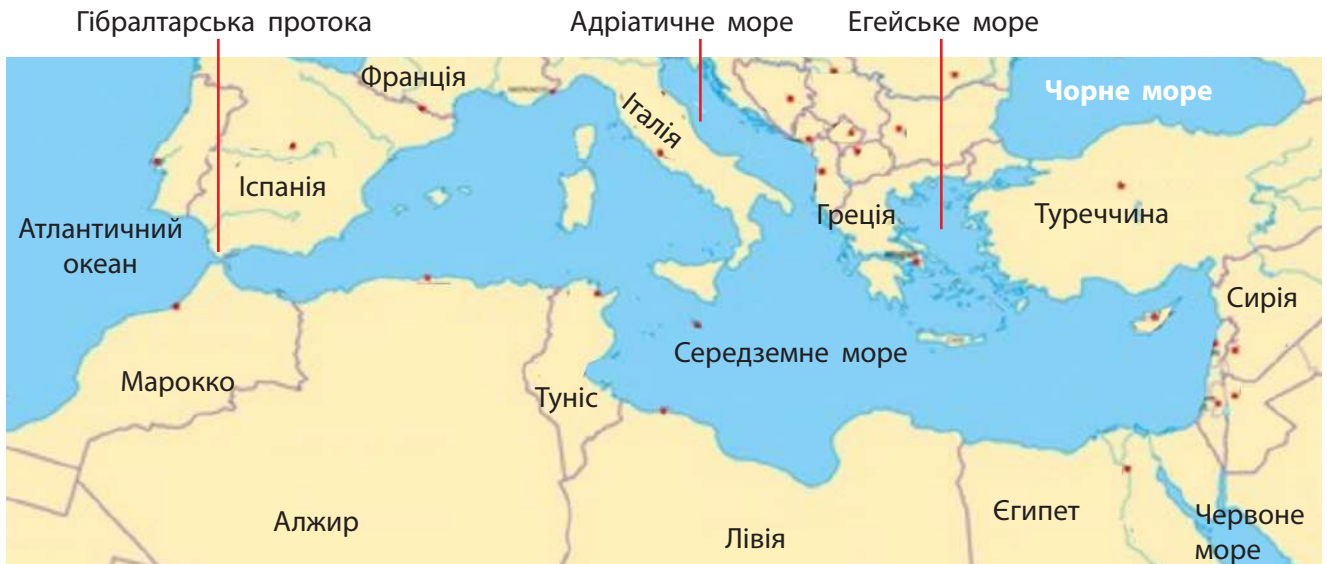 Гібралтарська протока
Адріатичне море
Егейське море
Франція
Італія
Чорне море
Іспанія
Греція
Туреччина
Атлантичний
океан
Сирія
Середземне море
Марокко
Туніс
Алжир
Лівія
Єгипет
Червоне
море